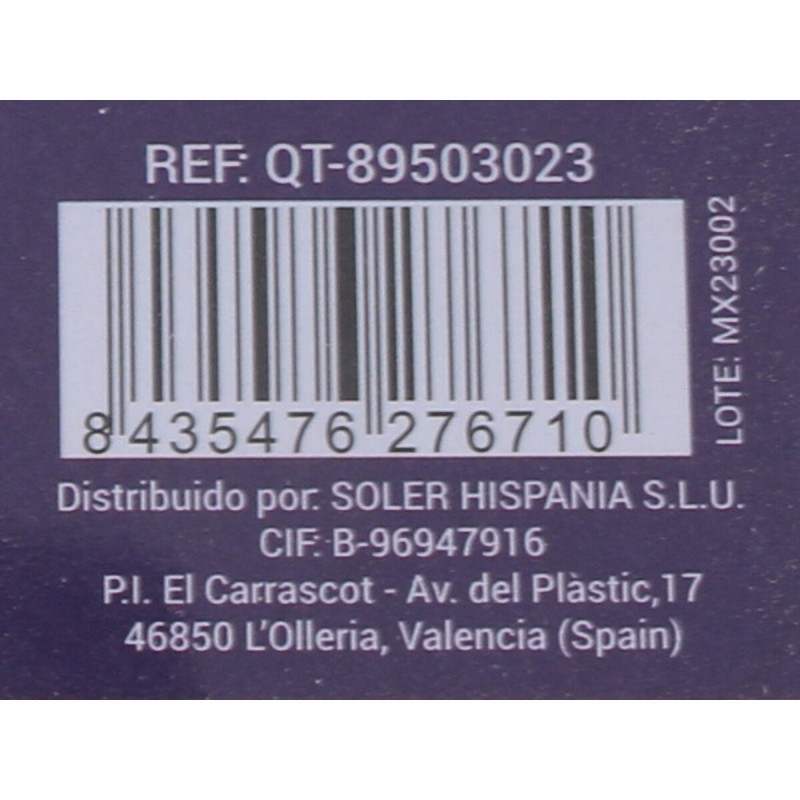 REF: QT-89503023
8 435476 276710
LOTE: MX23002
Distribuido por: SOLER HISPANIA S.L.U.
CIF: B-96947916
P.I. El Carrascot - Av. del Plàstic,17
46850 L'Olleria, Valencia (Spain)